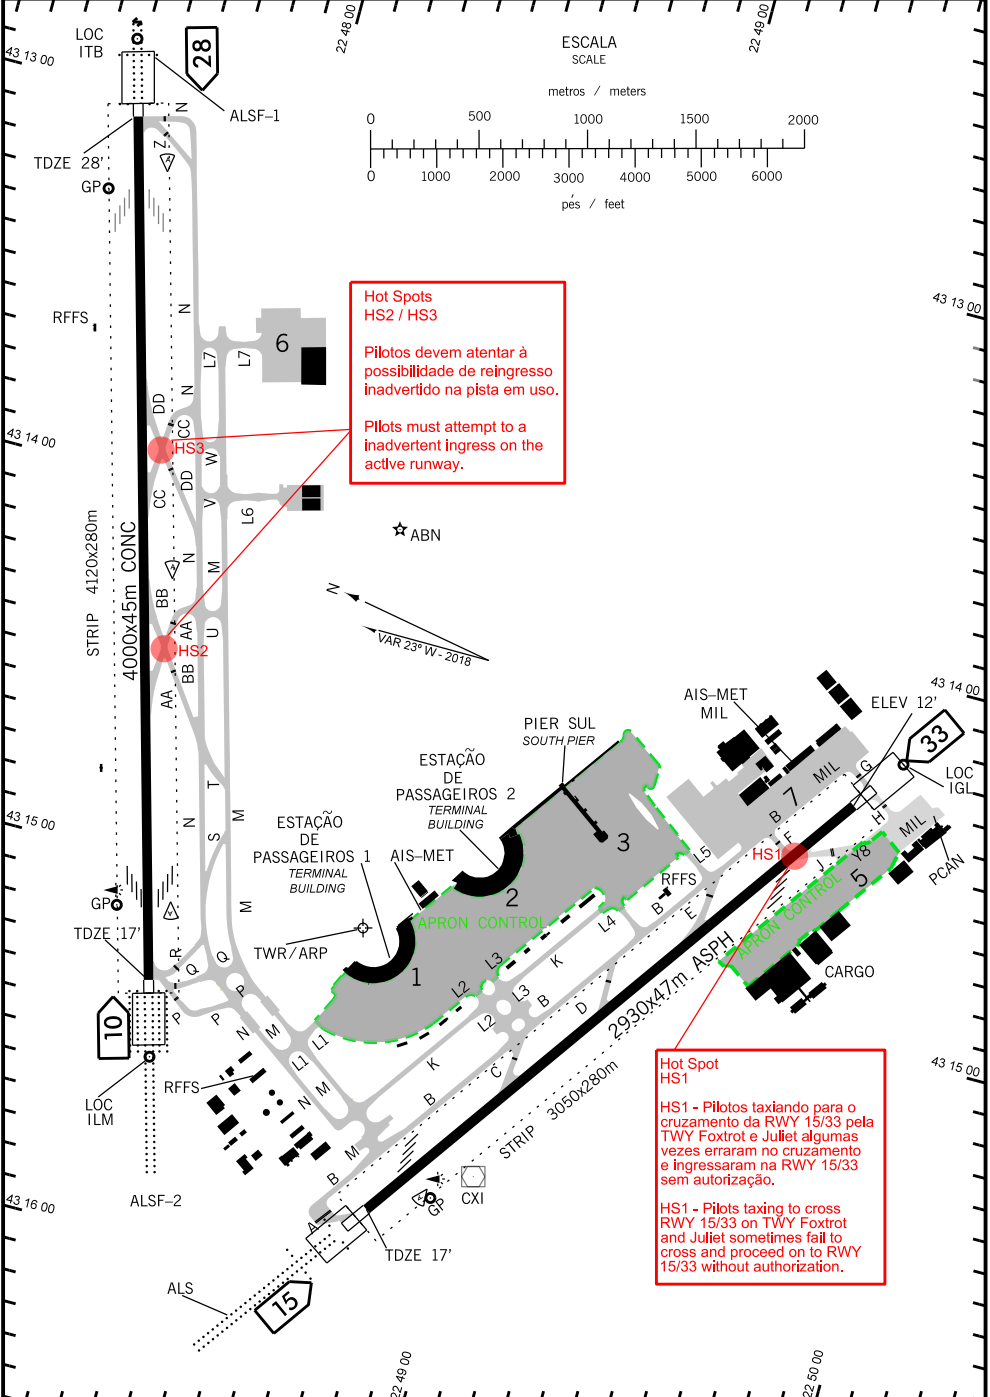 22 48 00
22 49 00
LOC
ITB
28
43 13 00
ESCALA
SCALE
metros / meters
0 500 1000 1500 2000
0 1000 2000 3000 4000 5000 6000
pés / feet
ALSF-1
N
Z
TDZE 28'
GP
43 13 00
RFFS
N
L7
L7
6
Hot Spots
HS2 / HS3
Pilotos devem atentar à
possibilidade de reingresso
inadvertido na pista em uso.
Pilots must attempt to a
inadvertent ingress on the
active runway.
DD
N
CC
43 14 00
HS3
W
DD
CC
V
L6
ABN
STRIP 4120x280m
4000x45m CONC
N
M
BB
AA
U
HS2
BB
AA
N
VAR 23° W - 2018
43 14 00
AIS-MET
MIL
ELEV 12'
33
PIER SUL
SOUTH PIER
LOC
IGL
G
MIL
7
ESTAÇÃO
DE
PASSAGEIROS 2
TERMINAL
BUILDING
T
M
S
N
43 15 00
ESTAÇÃO
DE
PASSAGEIROS 1
TERMINAL
BUILDING
AIS-MET
B
F
H
MIL
3
L5
HS1
J
Y8
5
PCAN
RFFS
2
APRON CONTROL
APRON CONTROL
B
E
L4
M
GP
TDZE 17'
TWR/ARP
R
Q
Q
P
P
P
1
L3
L2
K
L3
L2
B
D
2930x47m ASPH
CARGO
10
N
M
L1
L1
K
C
B
N
M
LOC
ILM
RFFS
STRIP 3050x280m
43 15 00
Hot Spot
HS1
HS1 - Pilotos taxiando para o
cruzamento da RWY 15/33 pela
TWY Foxtrot e Juliet algumas
vezes erraram no cruzamento
e ingressaram na RWY 15/33
sem autorização.
HS1 - Pilots taxing to cross
RWY 15/33 on TWY Foxtrot
and Juliet sometimes fail to
cross and proceed on to RWY
15/33 without authorization.
M
B
CXI
GP
43 16 00
ALSF-2
A
TDZE 17'
ALS
15
22 49 00
22 50 00